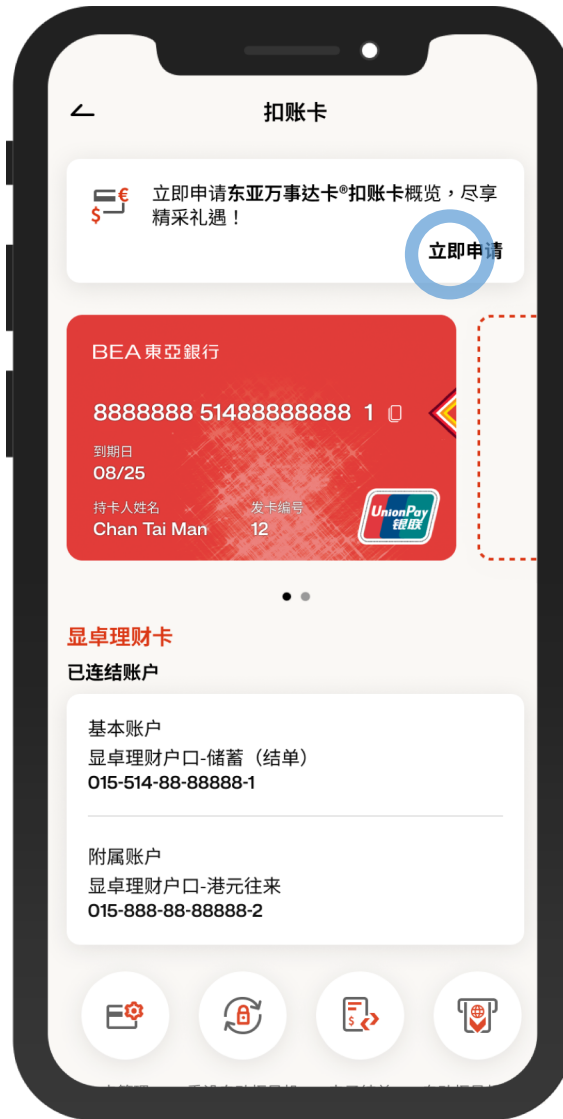 扣账卡
立即申请东亚万事达卡®扣账卡概览，尽享
精采礼遇！
立即申请
BEA東亞銀行
8888888 51488888888 1
到期日
08/25
持卡人姓名 发卡编号
Chan Tai Man 12
UnionPay
银联
显卓理财卡
已连结账户
基本账户
显卓理财户口-储蓄（结单）
015-514-88-88888-1
附属账户
显卓理财户口-港元往来
015-888-88-88888-2